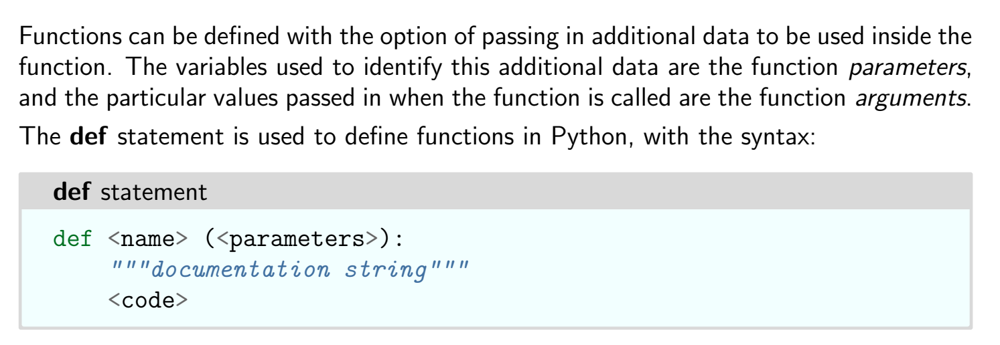 Functions can be defined with the option of passing in additional data to be used inside the
function. The variables used to identify this additional data are the function parameters,
and the particular values passed in when the function is called are the function arguments.
The def statement is used to define functions in Python, with the syntax:
def statement
def <name> (<parameters>):
    """documentation string"""
    <code>